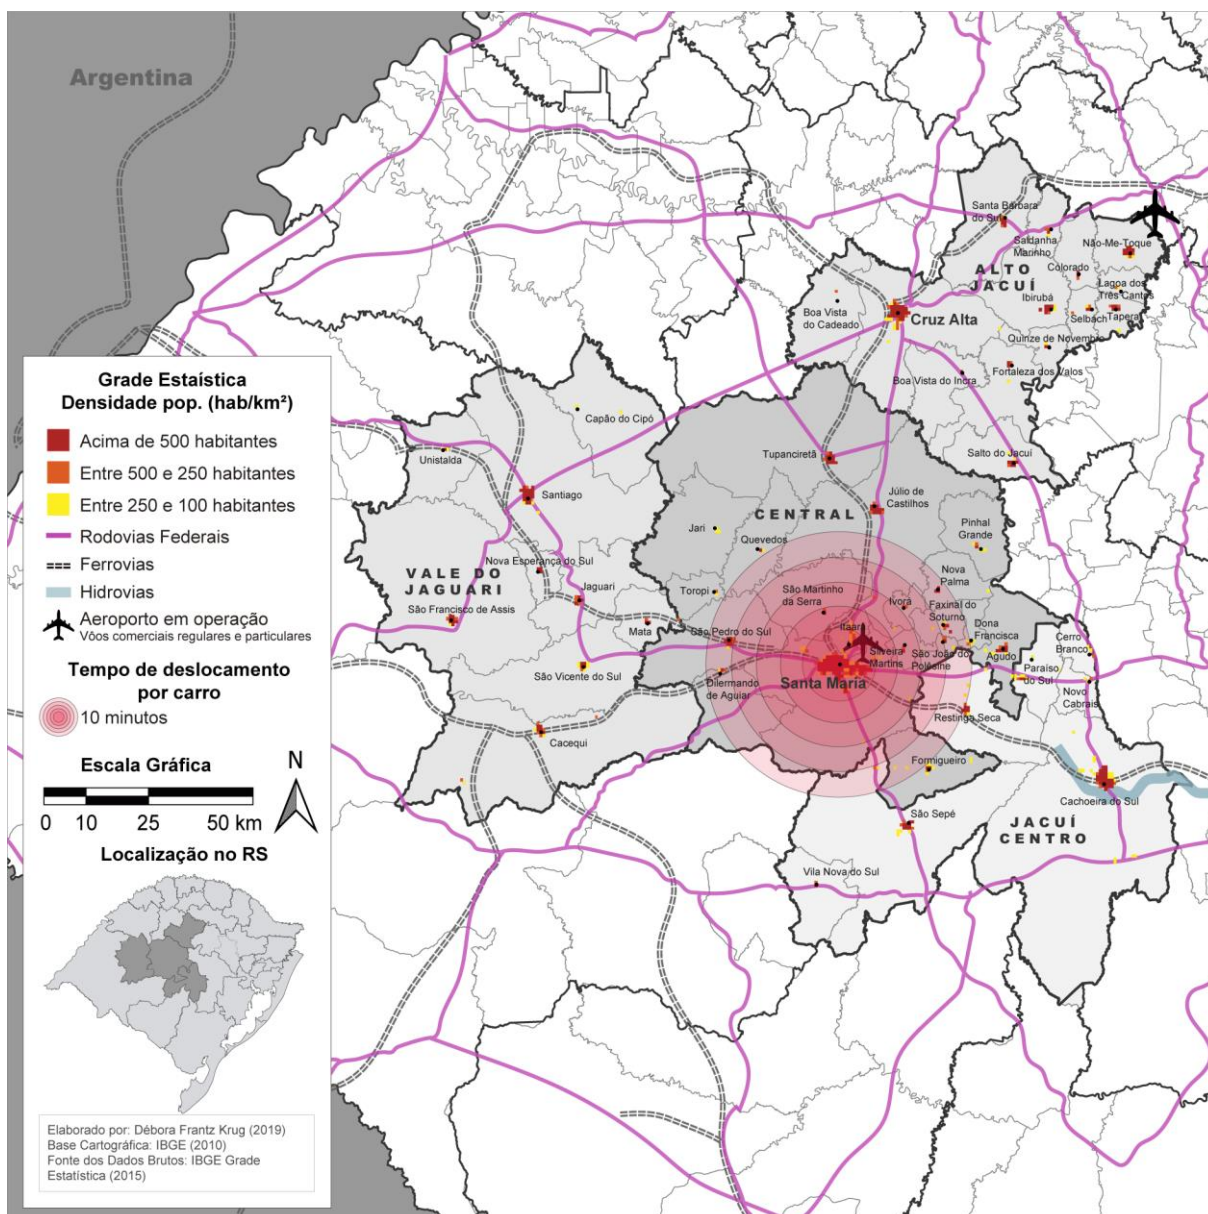 Argentina
Santa Bárbara
do Sul
Saldanha
Marinho
Não-Me-Toque
ALTO
JACUÍ
Colorado
Lagoa dos
Três Cantos
Ibirubá
Selbach
Tapera
Boa Vista
do Cadeado
Cruz Alta
Quinze de Novembro
Boa Vista do Incra
Fortaleza dos Valos
Capão do Cipó
Unistalda
Tupanciretã
Salto do Jacuí
Santiago
Júlio de
Castilhos
CENTRAL
Jari
Quevedos
Pinhal
Grande
Nova Esperança do Sul
VALE DO
JAGUARI
Jaguari
Nova
Palma
Toropi
São Martinho
da Serra
Ivorá
Faxinal do
Soturno
São Francisco de Assis
Mata
São Pedro do Sul
Itaara
Dona
Francisca
Cerro
Branco
Silveira
Martins
São João do
Polêsine
Agudo
Paraíso
do Sul
São Vicente do Sul
Dilermando
de Aguiar
Santa Maria
Novo
Cabrais
Restinga Seca
Cacequi
Formigueiro
Cachoeira do Sul
São Sepé
JACUÍ
CENTRO
Vila Nova do Sul
Grade Estaística
Densidade pop. (hab/km²)
Acima de 500 habitantes
Entre 500 e 250 habitantes
Entre 250 e 100 habitantes
Rodovias Federais
Ferrovias
Hidrovias
Aeroporto em operação
Vôos comerciais regulares e particulares
Tempo de deslocamento
por carro
10 minutos
Escala Gráfica
N
0 10 25 50 km
Localização no RS
Elaborado por: Débora Frantz Krug (2019)
Base Cartográfica: IBGE (2010)
Fonte dos Dados Brutos: IBGE Grade
Estatística (2015)